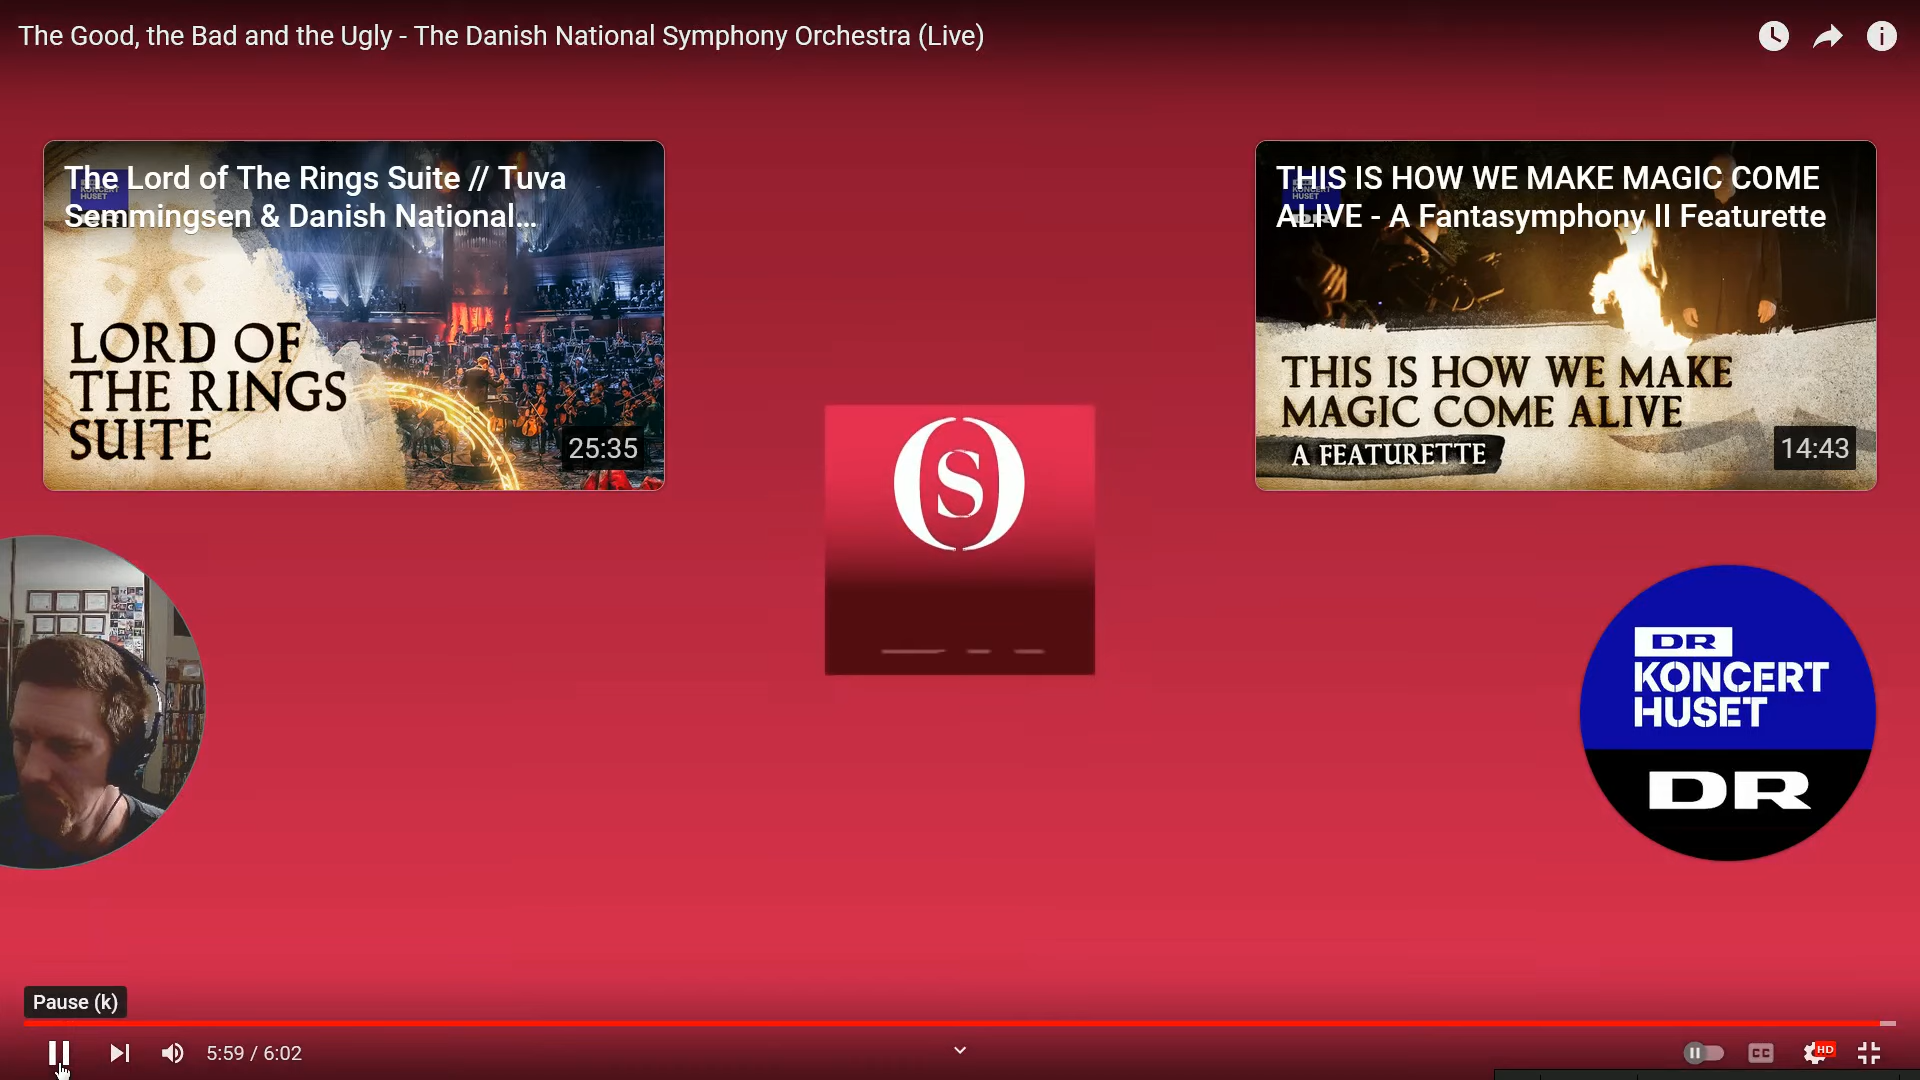 The Good, the Bad and the Ugly - The Danish National Symphony Orchestra (Live)
The Lord of The Rings Suite // Tuva
Semmingsen & Danish National...
LORD OF
THE RINGS
SUITE
25:35
THIS IS HOW WE MAKE MAGIC COME
ALIVE - A Fantasymphony II Featurette
THIS IS HOW WE MAKE
MAGIC COME ALIVE
A FEATURETTE
14:43
S
DR
KONCERT
HUSET
DR
Pause (k)
5:59 / 6:02
CC
HD